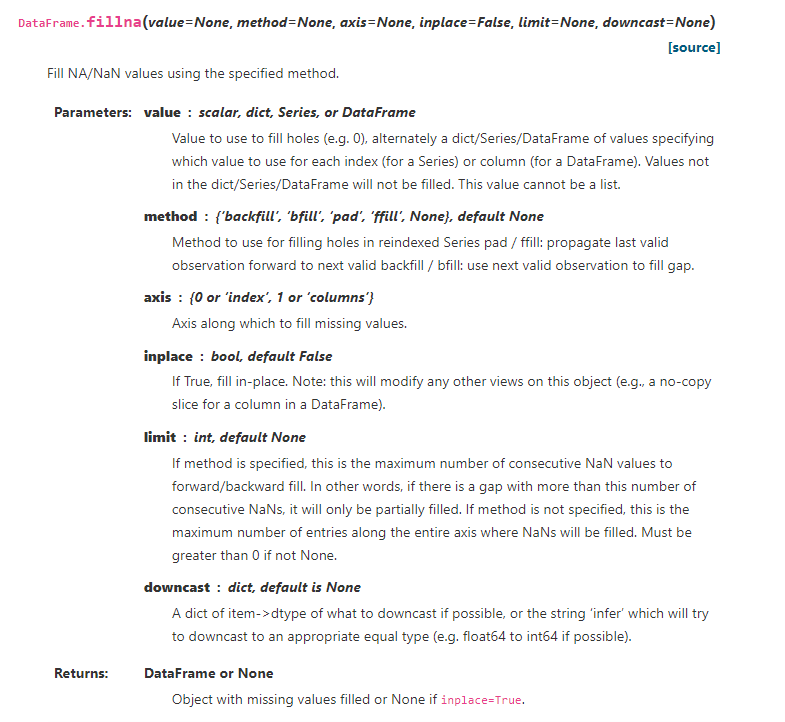 DataFrame.fillna(value=None, method=None, axis=None, inplace=False, limit=None, downcast=None)
[source]
Fill NA/NaN values using the specified method.
Parameters: value : scalar, dict, Series, or DataFrame
Value to use to fill holes (e.g. 0), alternately a dict/Series/DataFrame of values specifying
which value to use for each index (for a Series) or column (for a DataFrame). Values not
in the dict/Series/DataFrame will not be filled. This value cannot be a list.
method : {‘backfill’, ‘bfill’, ‘pad’, ‘ffill’, None}, default None
Method to use for filling holes in reindexed Series pad / ffill: propagate last valid
observation forward to next valid backfill / bfill: use next valid observation to fill gap.
axis : {0 or ‘index’, 1 or ‘columns’}
Axis along which to fill missing values.
inplace : bool, default False
If True, fill in-place. Note: this will modify any other views on this object (e.g., a no-copy
slice for a column in a DataFrame).
limit : int, default None
If method is specified, this is the maximum number of consecutive NaN values to
forward/backward fill. In other words, if there is a gap with more than this number of
consecutive NaNs, it will only be partially filled. If method is not specified, this is the
maximum number of entries along the entire axis where NaNs will be filled. Must be
greater than 0 if not None.
downcast : dict, default is None
A dict of item->dtype of what to downcast if possible, or the string ‘infer’ which will try
to downcast to an appropriate equal type (e.g. float64 to int64 if possible).
Returns: DataFrame or None
Object with missing values filled or None if inplace=True.